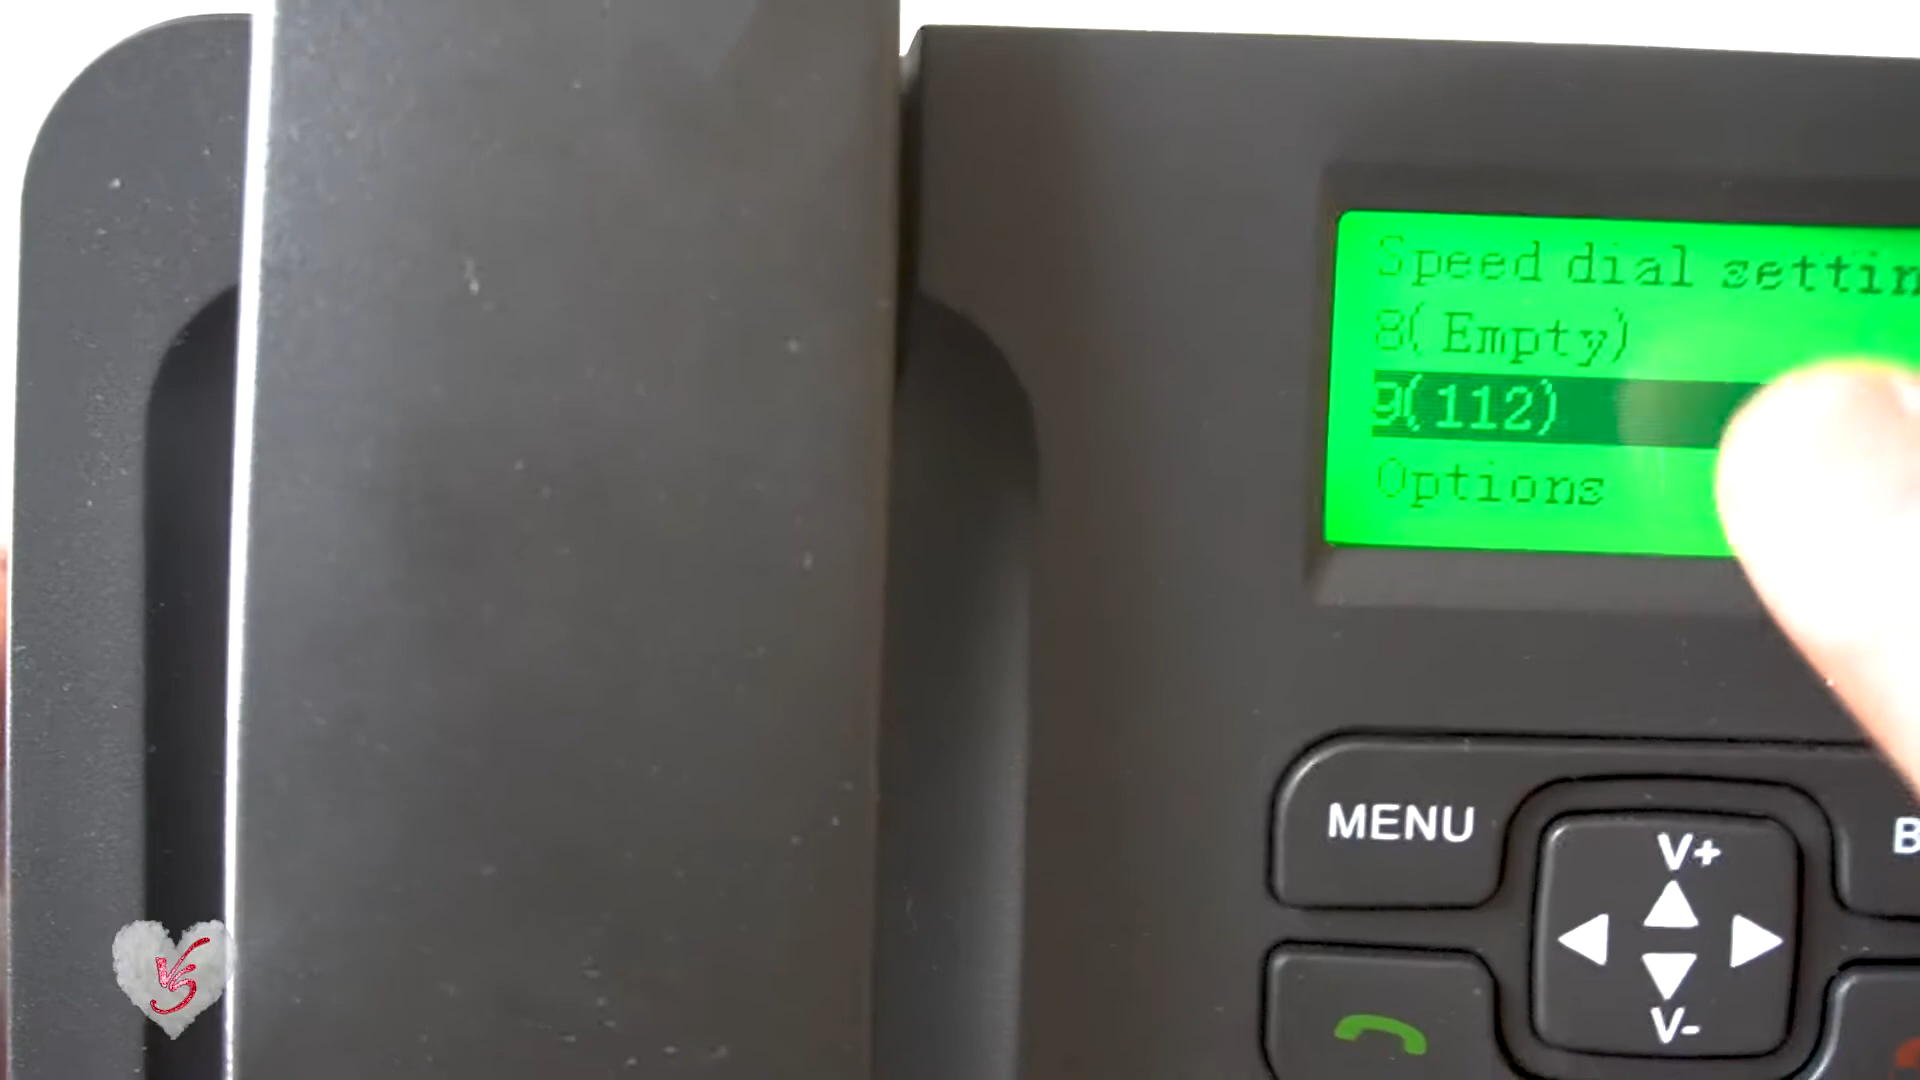 Speed dial settin
8(Empty)
9(112)
Options
MENU
B
V+
V-